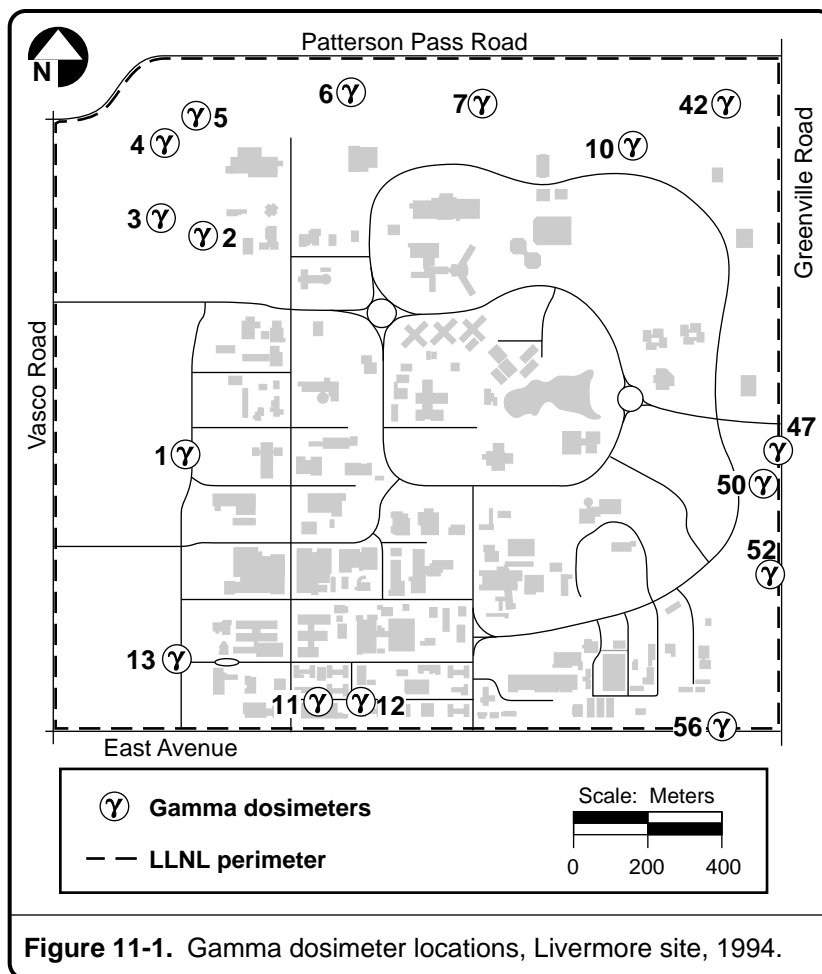 Patterson Pass Road
N
6 γ
7 γ
42 γ
γ 5
4 γ
10 γ
Greenville Road
3 γ
γ 2
Vasco Road
47
γ
1 γ
50 γ
52
γ
13 γ
11 γ
γ 12
56 γ
East Avenue
γ Gamma dosimeters
LLNL perimeter
Scale: Meters
0 200 400
Figure 11-1. Gamma dosimeter locations, Livermore site, 1994.